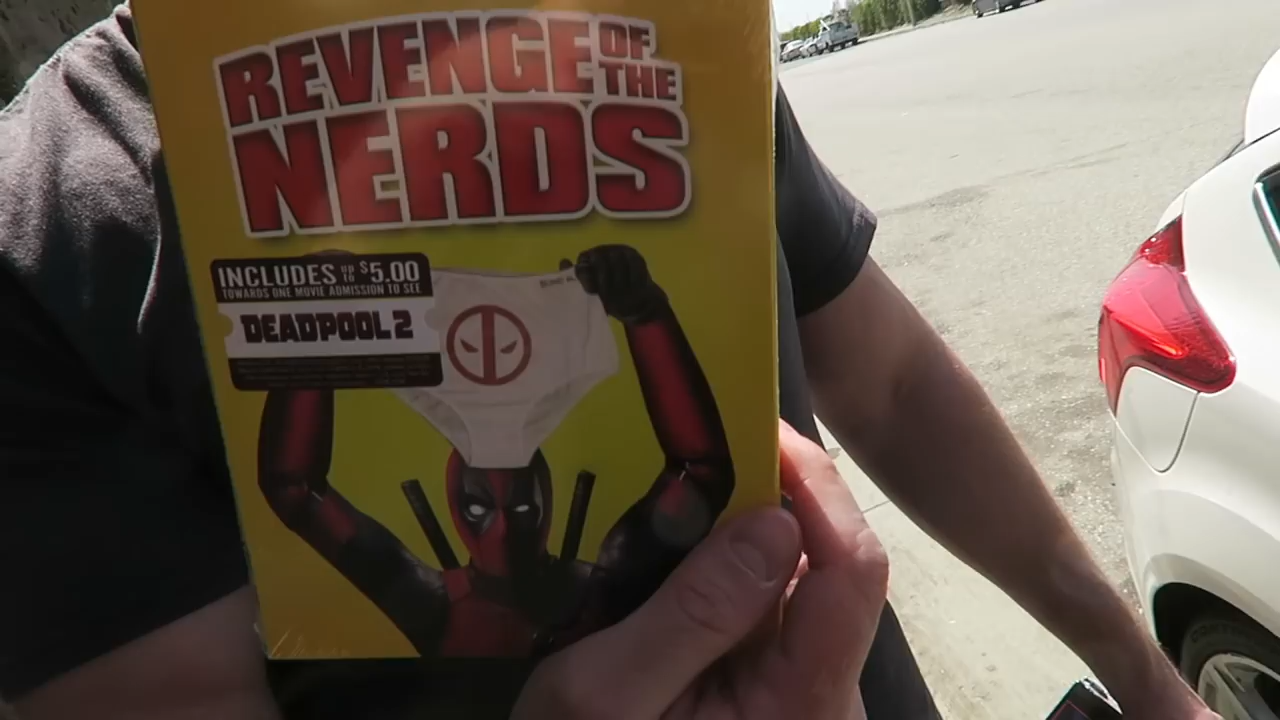 REVENGE OF THE
NERDS
INCLUDES UP TO $5.00
TOWARDS ONE MOVIE ADMISSION TO SEE
DEADPOOL 2